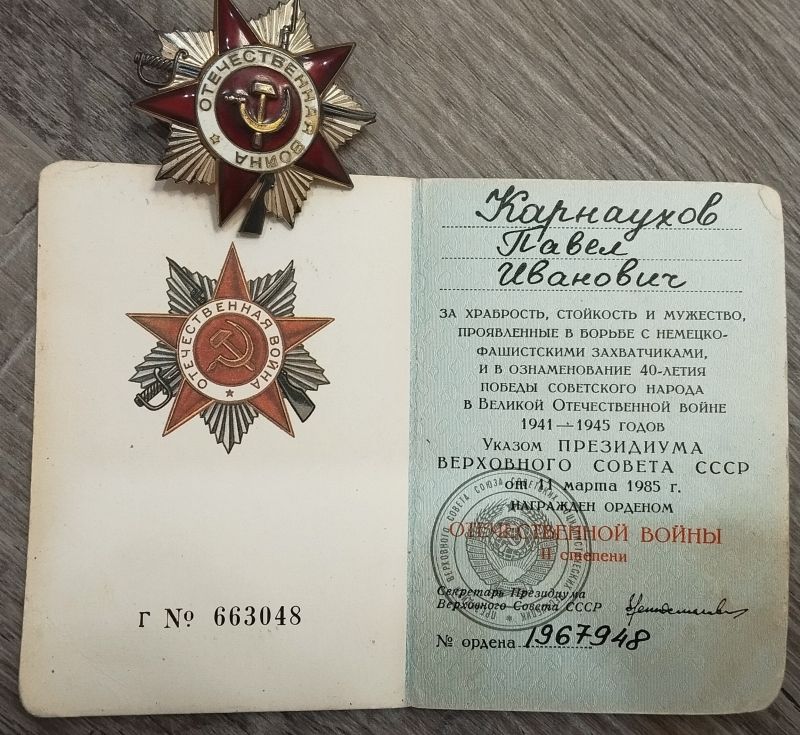 ОТЕЧЕСТВЕННАЯ ВОЙНА
ОТЕЧЕСТВЕННАЯ ВОЙНА
Г № 663048
Карнаухов
Павел
Иванович
ЗА ХРАБРОСТЬ, СТОЙКОСТЬ И МУЖЕСТВО,
ПРОЯВЛЕННЫЕ В БОРЬБЕ С НЕМЕЦКО-
ФАШИСТСКИМИ ЗАХВАТЧИКАМИ,
И В ОЗНАМЕНОВАНИЕ 40-ЛЕТИЯ
ПОБЕДЫ СОВЕТСКОГО НАРОДА
В ВЕЛИКОЙ ОТЕЧЕСТВЕННОЙ ВОЙНЕ
1941—1945 ГОДОВ
УКАЗОМ ПРЕЗИДИУМА
ВЕРХОВНОГО СОВЕТА СССР
от 11 марта 1985 г.
НАГРАЖДЕН ОРДЕНОМ
ОТЕЧЕСТВЕННОЙ ВОЙНЫ
II степени
Секретарь Президиума
Верховного Совета СССР
№ ордена 1967948